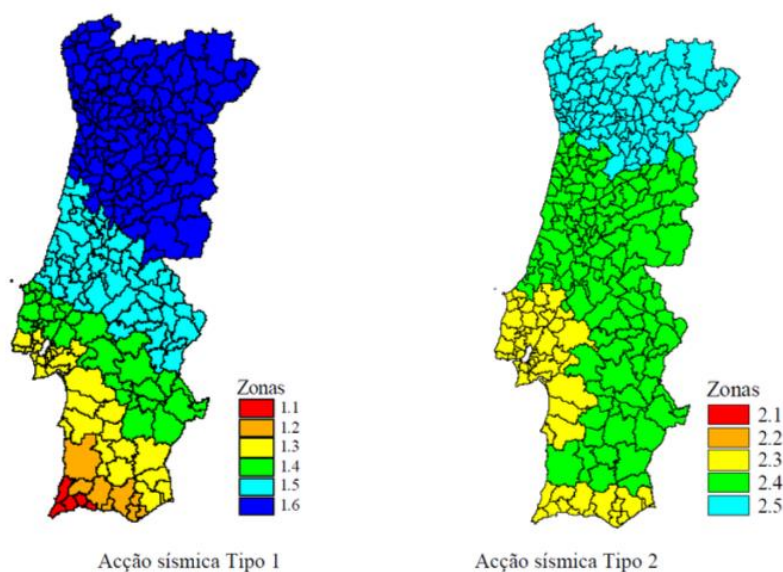 Zonas
1.1
1.2
1.3
1.4
1.5
1.6
Acção sísmica Tipo 1
Zonas
2.1
2.2
2.3
2.4
2.5
Acção sísmica Tipo 2